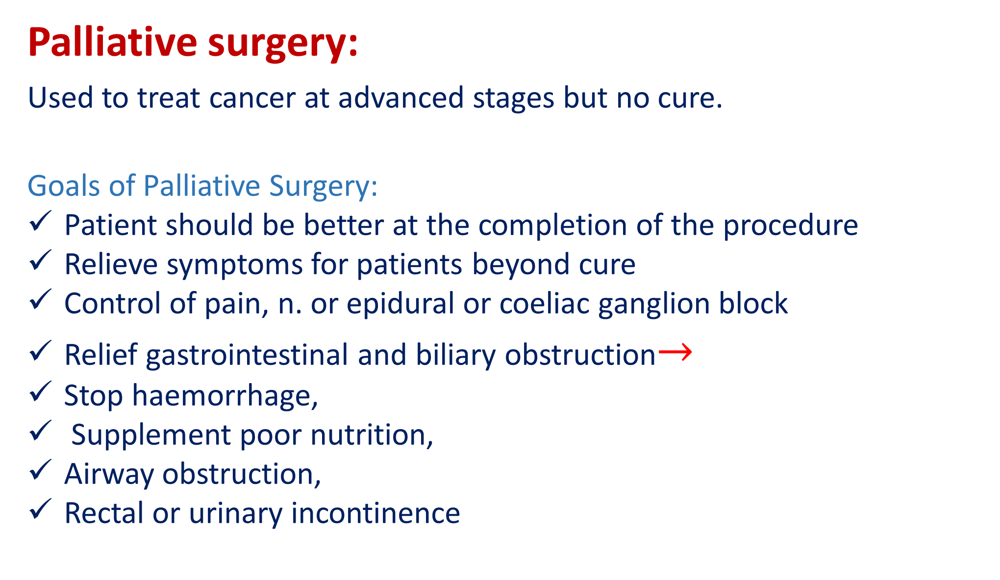 Palliative surgery:
Used to treat cancer at advanced stages but no cure.
Goals of Palliative Surgery:
✓ Patient should be better at the completion of the procedure
✓ Relieve symptoms for patients beyond cure
✓ Control of pain, n. or epidural or coeliac ganglion block
✓ Relief gastrointestinal and biliary obstruction→
✓ Stop haemorrhage,
✓ Supplement poor nutrition,
✓ Airway obstruction,
✓ Rectal or urinary incontinence